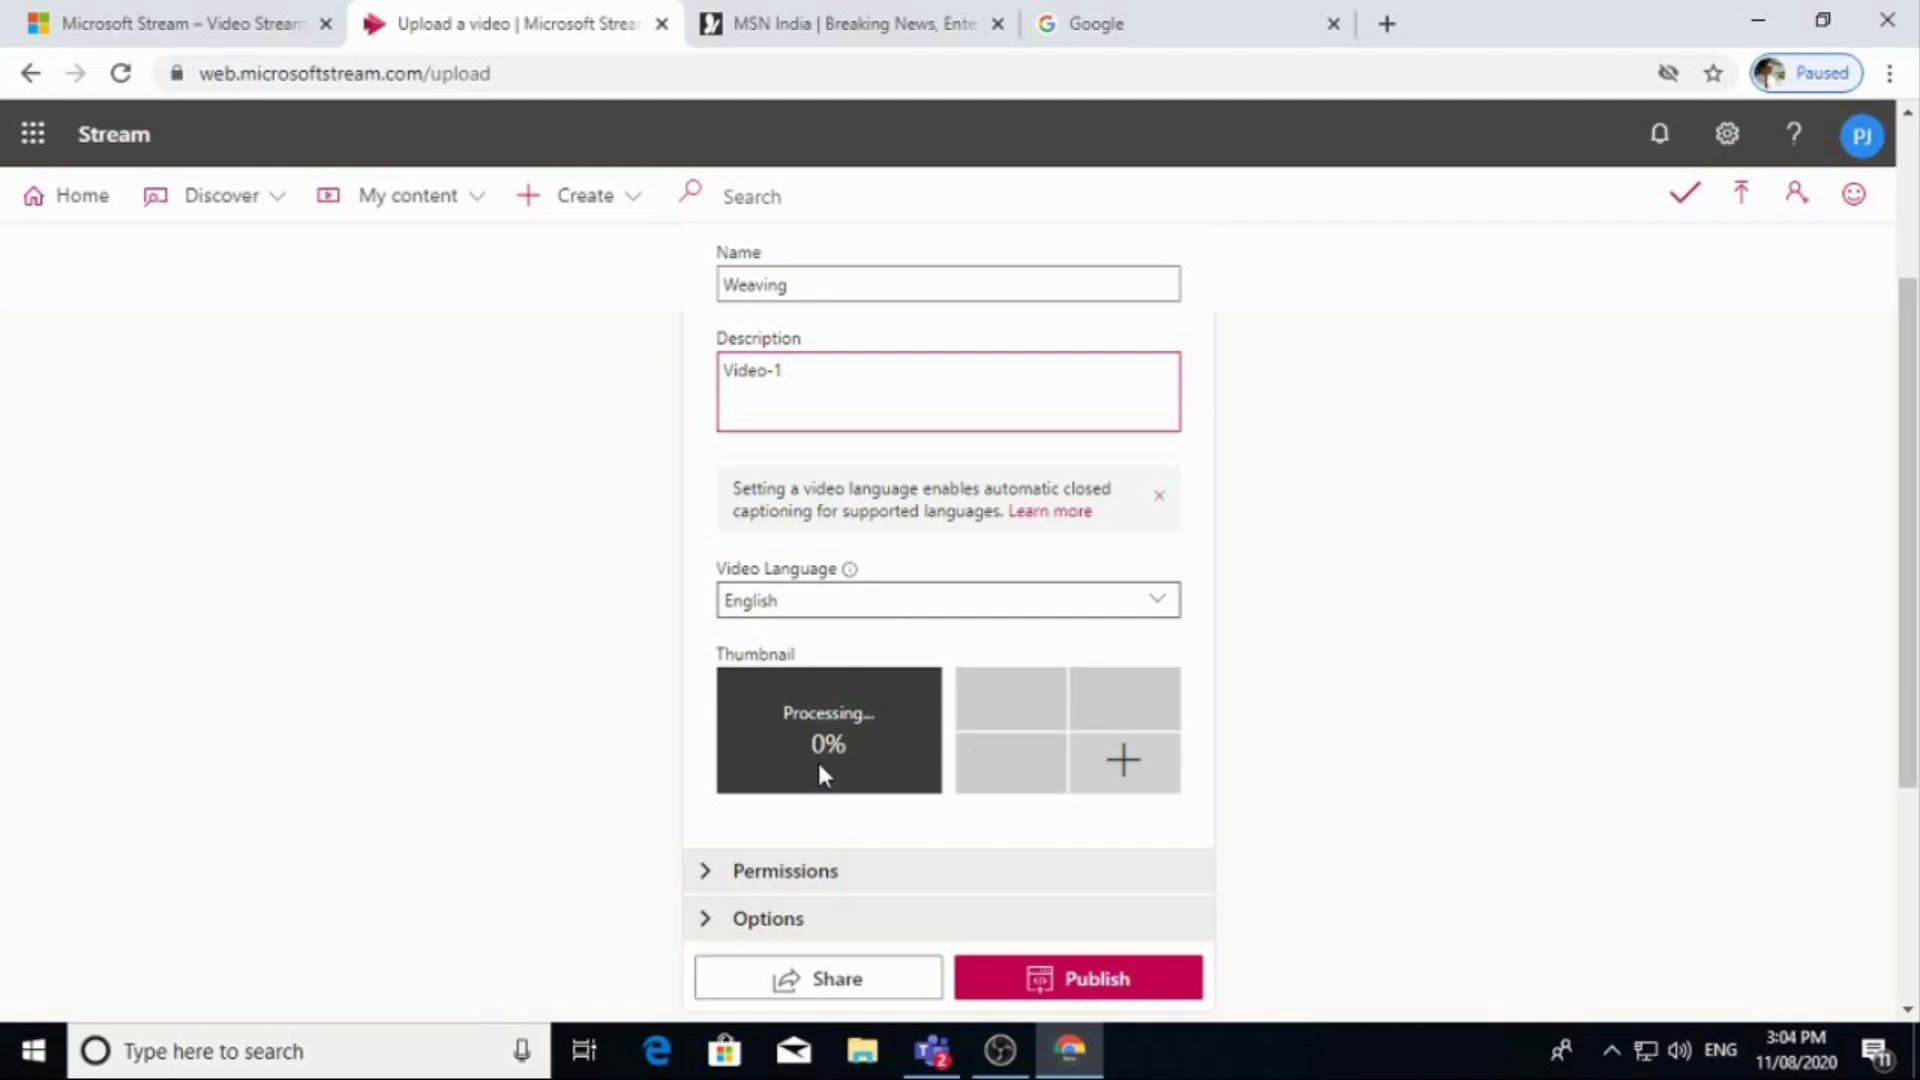 Microsoft Stream – Video Stream
Upload a video | Microsoft Strea
MSN India | Breaking News, Ente
Google
web.microsoftstream.com/upload
Paused
Stream
PJ
Home
Discover
My content
Create
Search
Name
Weaving
Description
Video-1
Setting a video language enables automatic closed
captioning for supported languages. Learn more
Video Language
English
Thumbnail
Processing...
0%
Permissions
Options
Share
Publish
Type here to search
2
ENG
3:04 PM
11/08/2020
11